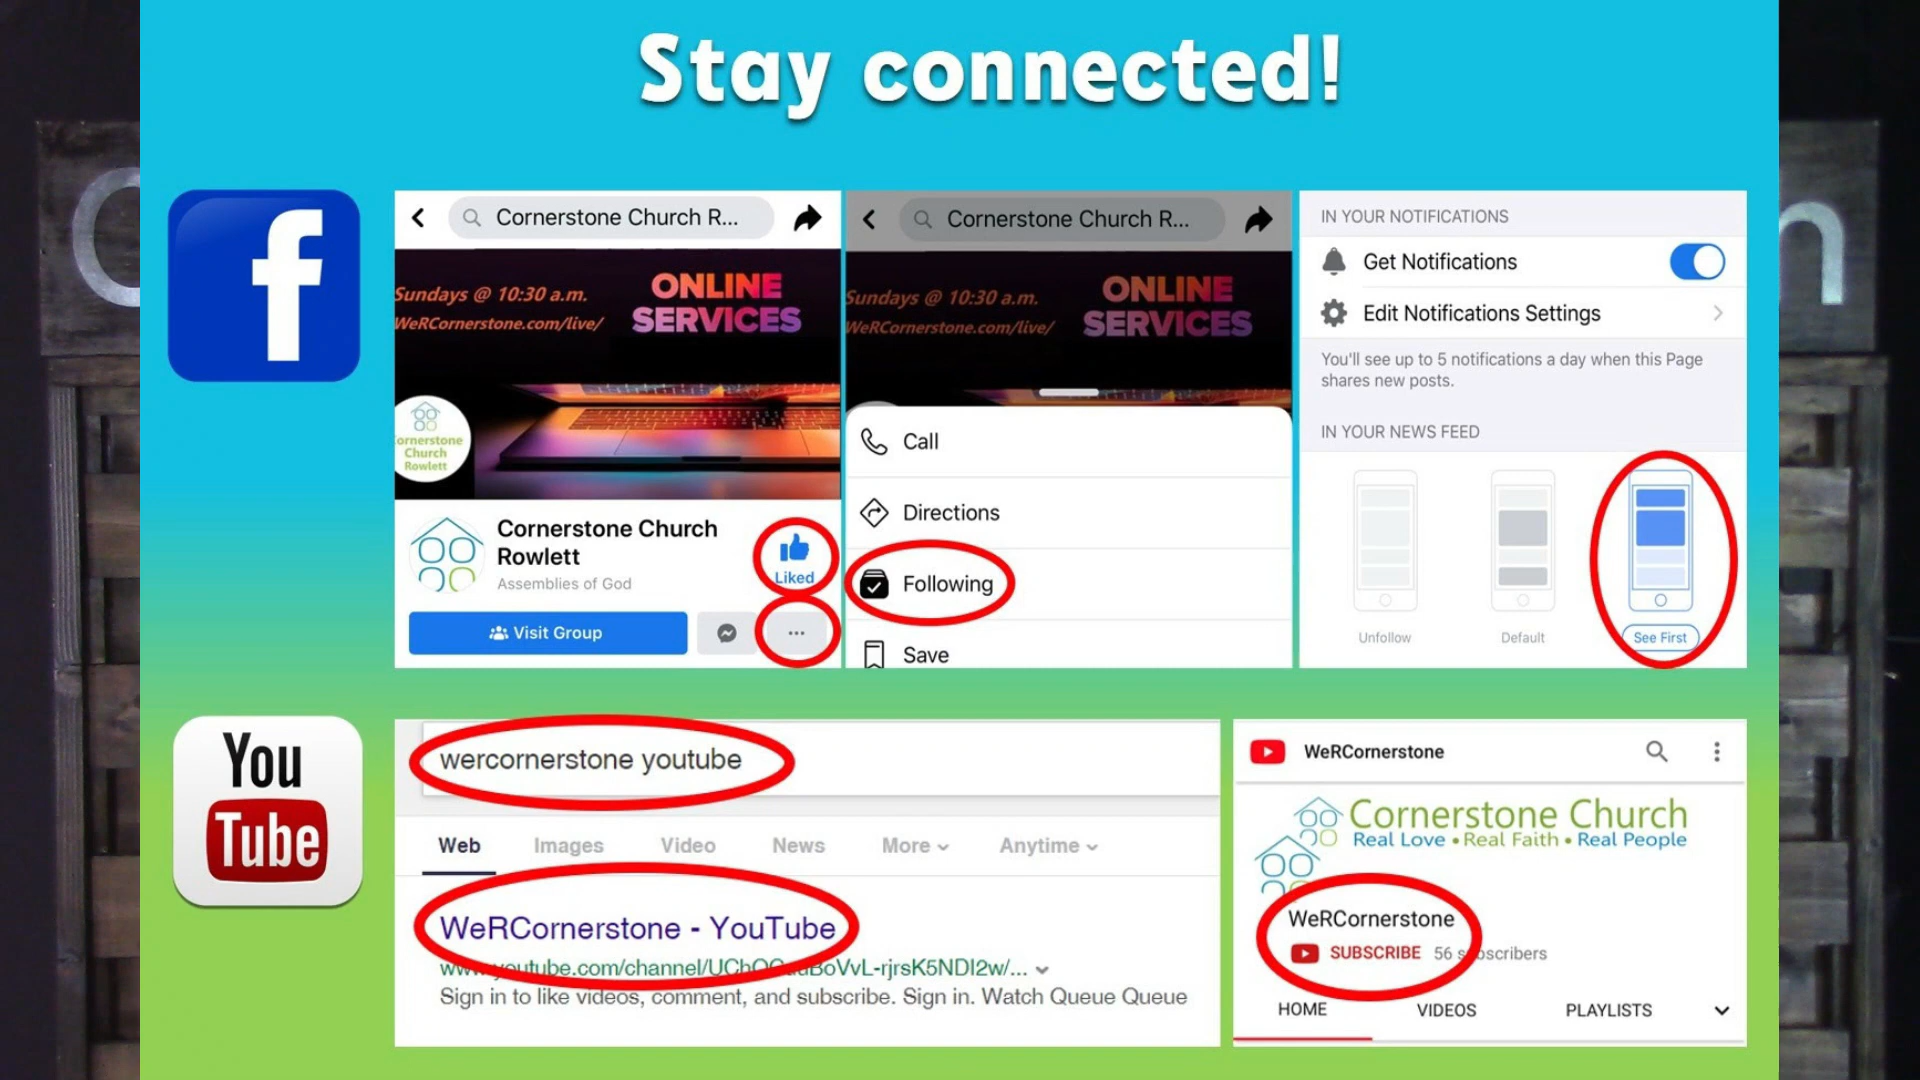 Stay connected!
f
Cornerstone Church R...
Sundays @ 10:30 a.m.
WeRCornerstone.com/live/
ONLINE
SERVICES
ornerstone
Church
Rowlett
Cornerstone Church
Rowlett
Assemblies of God
Liked
Visit Group
...
Cornerstone Church R...
Sundays @ 10:30 a.m.
WeRCornerstone.com/live/
ONLINE
SERVICES
Call
Directions
Following
Save
IN YOUR NOTIFICATIONS
Get Notifications
Edit Notifications Settings
You'll see up to 5 notifications a day when this Page
shares new posts.
IN YOUR NEWS FEED
Unfollow
Default
See First
You
Tube
wercornerstone youtube
Web Images Video News More Anytime
WeRCornerstone - YouTube
Sign in to like videos, comment, and subscribe. Sign in. Watch Queue Queue
WeRCornerstone
Cornerstone Church
Real Love • Real Faith • Real People
WeRCornerstone
SUBSCRIBE 56 subscribers
HOME VIDEOS PLAYLISTS